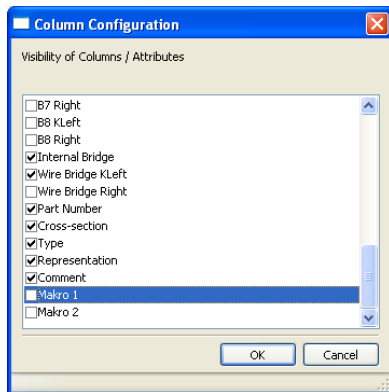 Column Configuration
Visibility of Columns / Attributes
B7 Right
B8 KLeft
B8 Right
Internal Bridge
Wire Bridge KLeft
Wire Bridge Right
Part Number
Cross-section
Type
Representation
Comment
Makro 1
Makro 2
OK Cancel